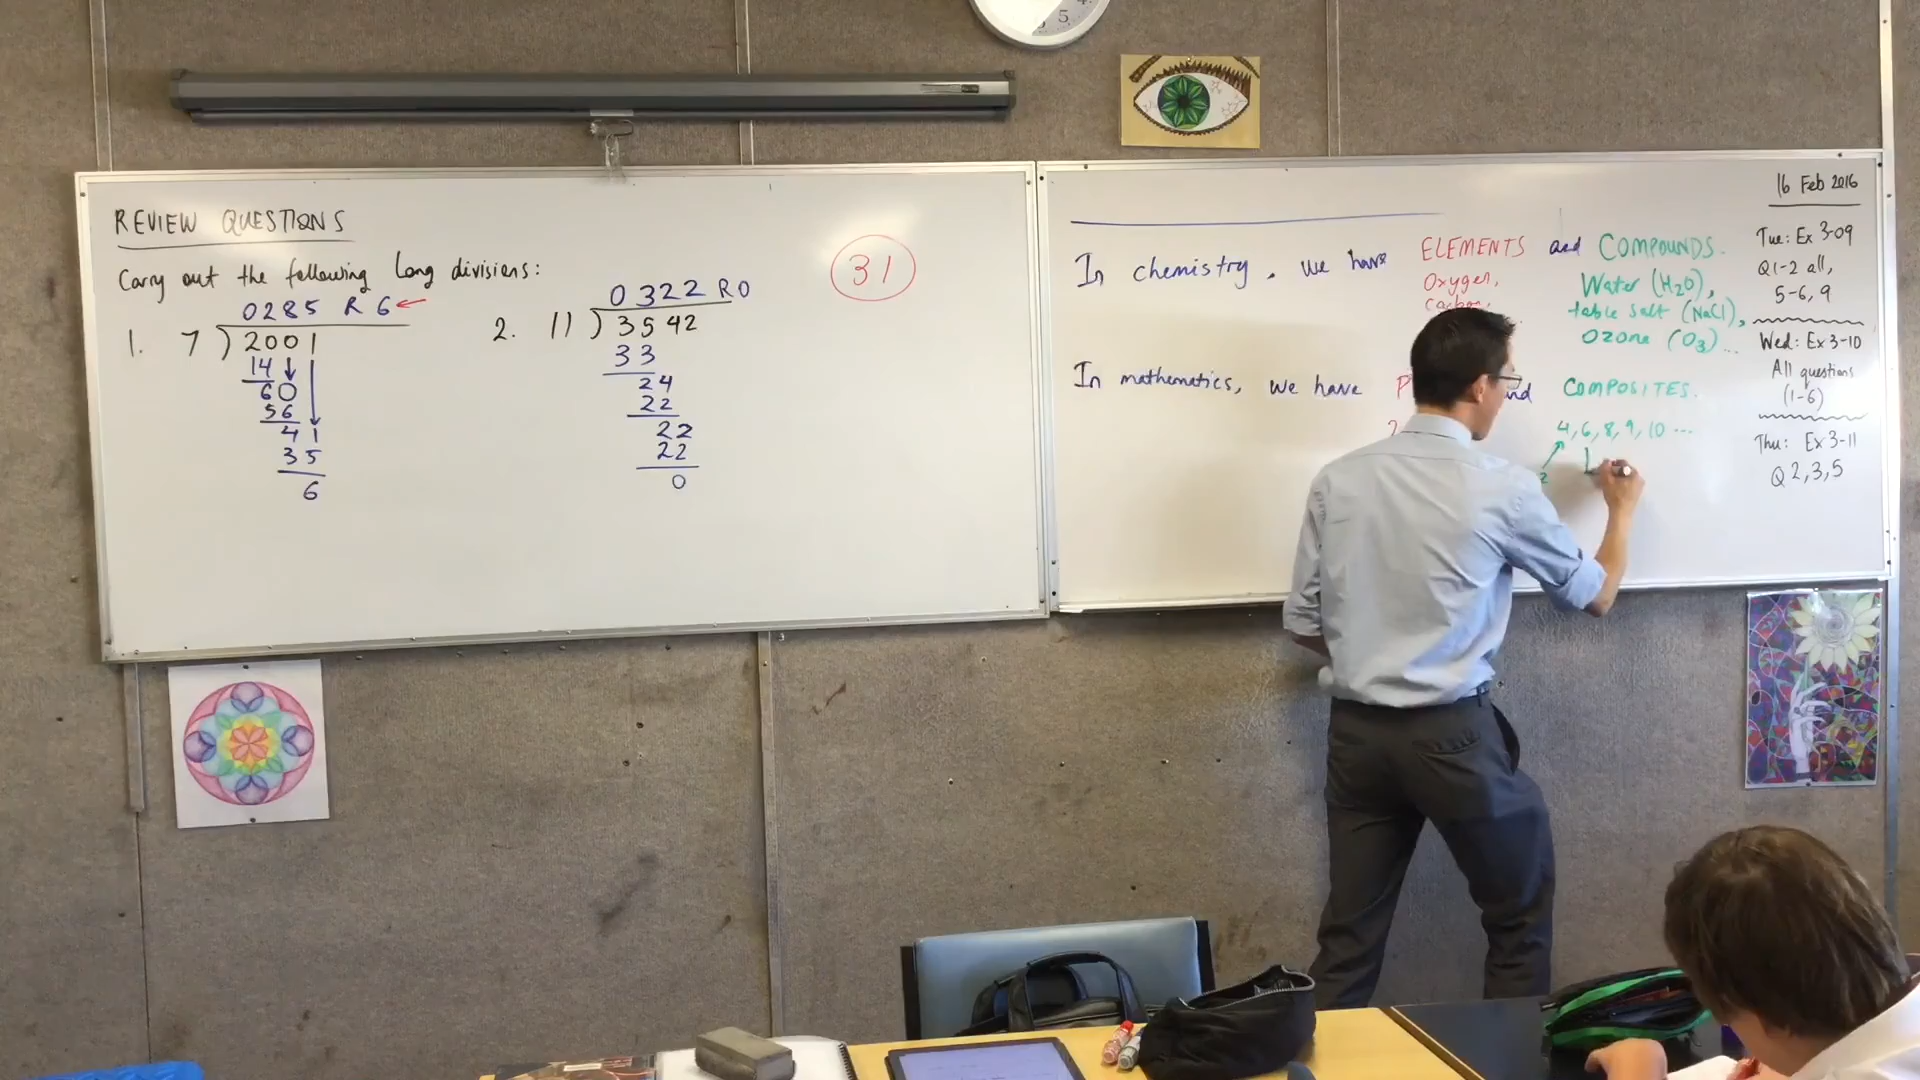 REVIEW QUESTIONS
Carry out the following long divisions:
0285 R 6
1. 7 ) 2001
14
60
56
41
35
6
0322 R0
2. 11 ) 3542
33
24
22
22
22
0
31
In chemistry, we have ELEMENTS and COMPOUNDS.
Oxygen,
carbon,
Water (H2O),
table salt (NaCl),
Ozone (O3)...
In mathematics, we have P and COMPOSITES.
2
4, 6, 8, 9, 10 ...
2
16 Feb 2016
Tue: Ex 3-09
Q1-2 all,
5-6, 9
Wed: Ex 3-10
All questions
(1-6)
Thu: Ex 3-11
Q 2,3,5
5